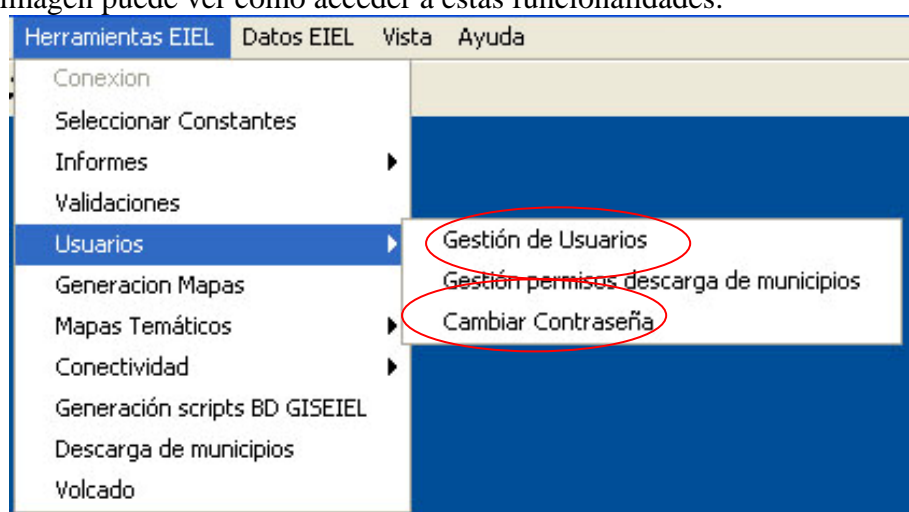 imagen puede ver como acceder a estas funcionalidades:
Herramientas EIEL Datos EIEL Vista Ayuda
Conexion
Seleccionar Constantes
Informes
Validaciones
Usuarios
Gestión de Usuarios
Generacion Mapas
Gestión permisos descarga de municipios
Mapas Temáticos
Cambiar Contraseña
Conectividad
Generación scripts BD GISEIEL
Descarga de municipios
Volcado